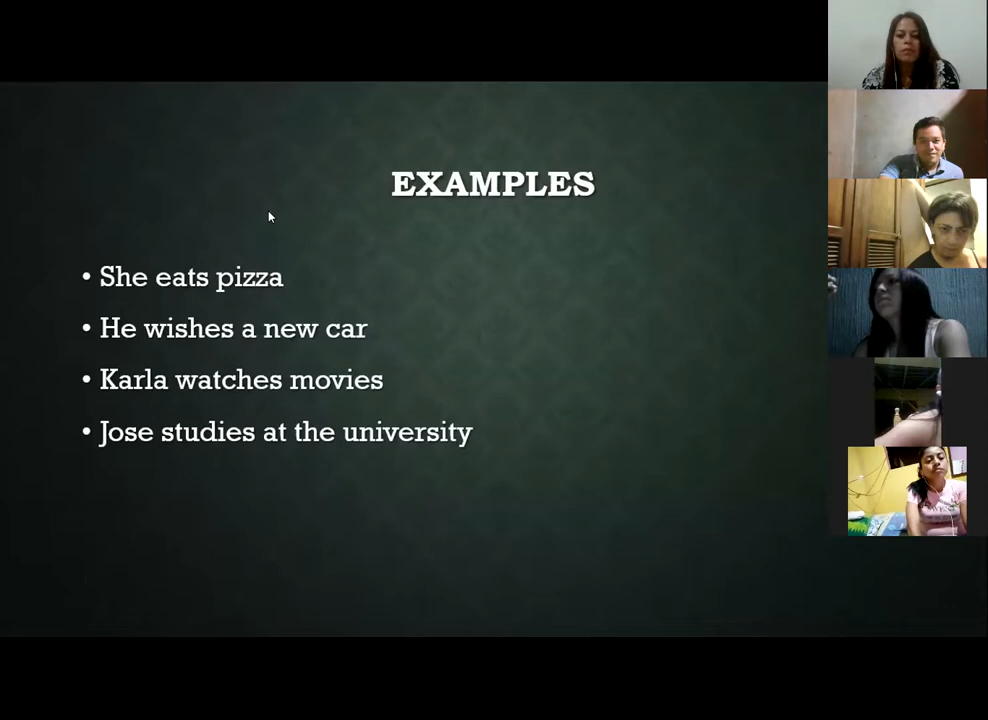 EXAMPLES
• She eats pizza
• He wishes a new car
• Karla watches movies
• Jose studies at the university